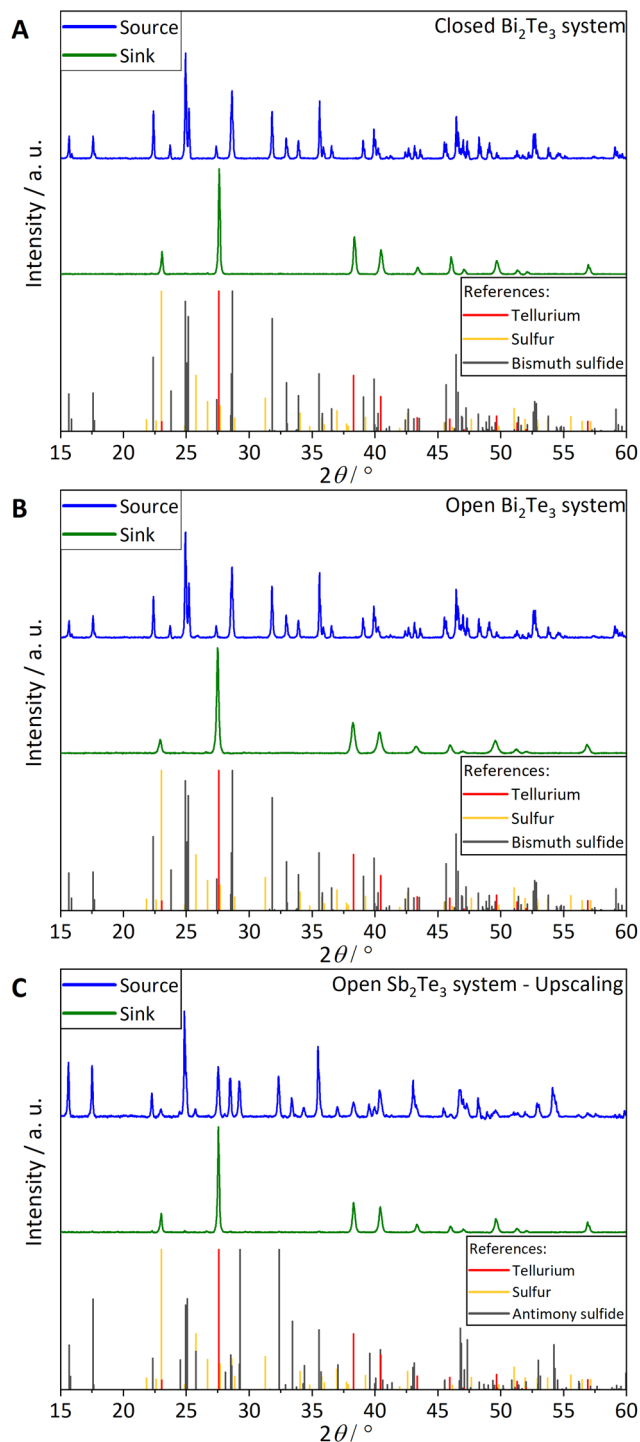 A
Source
Sink
Closed Bi₂Te₃ system
Intensity / a. u.
References:
Tellurium
Sulfur
Bismuth sulfide
15 20 25 30 35 40 45 50 55 60
2θ / °
B
Source
Sink
Open Bi₂Te₃ system
Intensity / a. u.
References:
Tellurium
Sulfur
Bismuth sulfide
15 20 25 30 35 40 45 50 55 60
2θ / °
C
Source
Sink
Open Sb₂Te₃ system - Upscaling
Intensity / a. u.
References:
Tellurium
Sulfur
Antimony sulfide
15 20 25 30 35 40 45 50 55 60
2θ / °